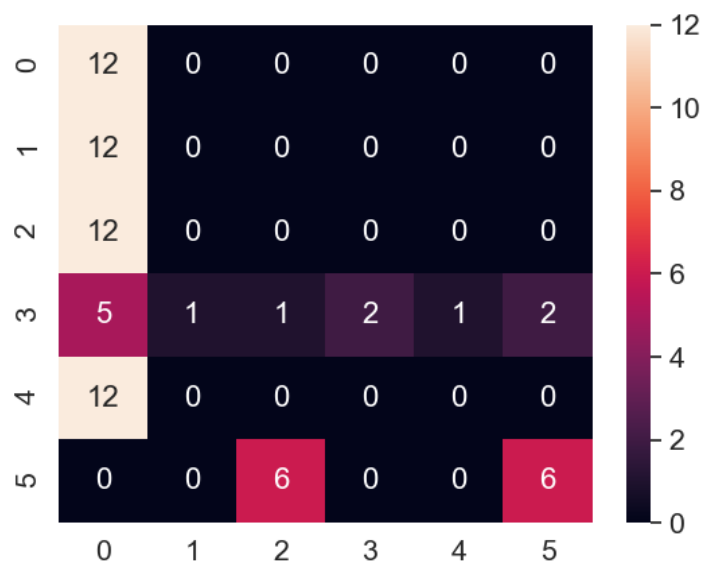 0 12 0 0 0 0 0
1 12 0 0 0 0 0
2 12 0 0 0 0 0
3 5 1 1 2 1 2
4 12 0 0 0 0 0
5 0 0 6 0 0 6
0 1 2 3 4 5
12
10
8
6
4
2
0